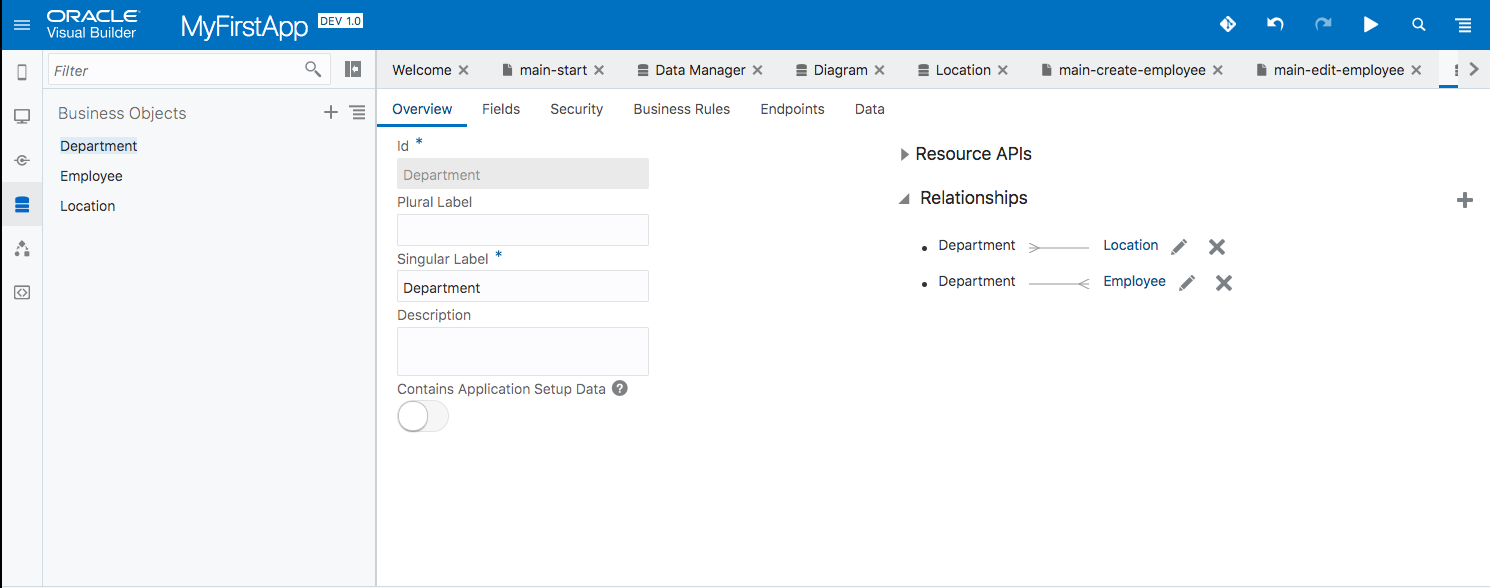 ORACLE
Visual Builder
MyFirstApp DEV 1.0
Filter
Welcome main-start Data Manager Diagram Location main-create-employee main-edit-employee
Business Objects
Department
Employee
Location
Overview Fields Security Business Rules Endpoints Data
Id *
Department
Plural Label
Singular Label *
Department
Description
Contains Application Setup Data ?
Resource APIs
Relationships
Department Location
Department Employee